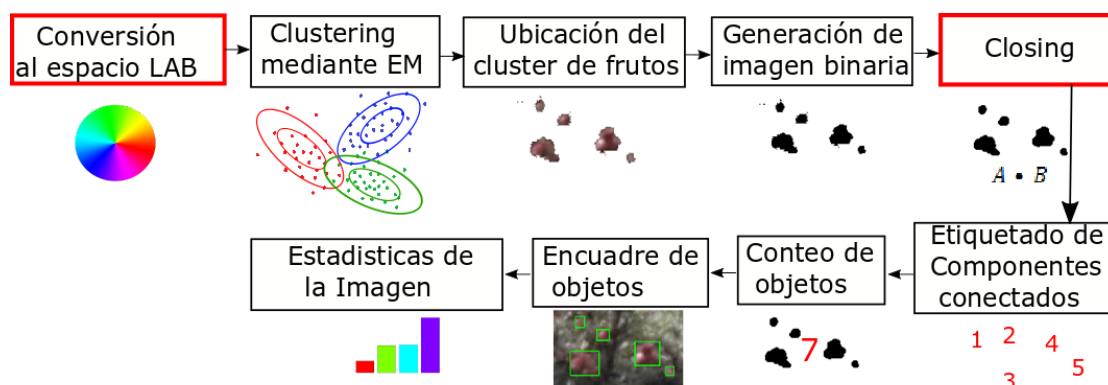 Conversión
al espacio LAB
Clustering
mediante EM
Ubicación del
cluster de frutos
Generación de
imagen binaria
Closing
A • B
Etiquetado de
Componentes
conectados
1 2 4
5
3
Conteo de
objetos
7
Encuadre de
objetos
Estadisticas de
la Imagen